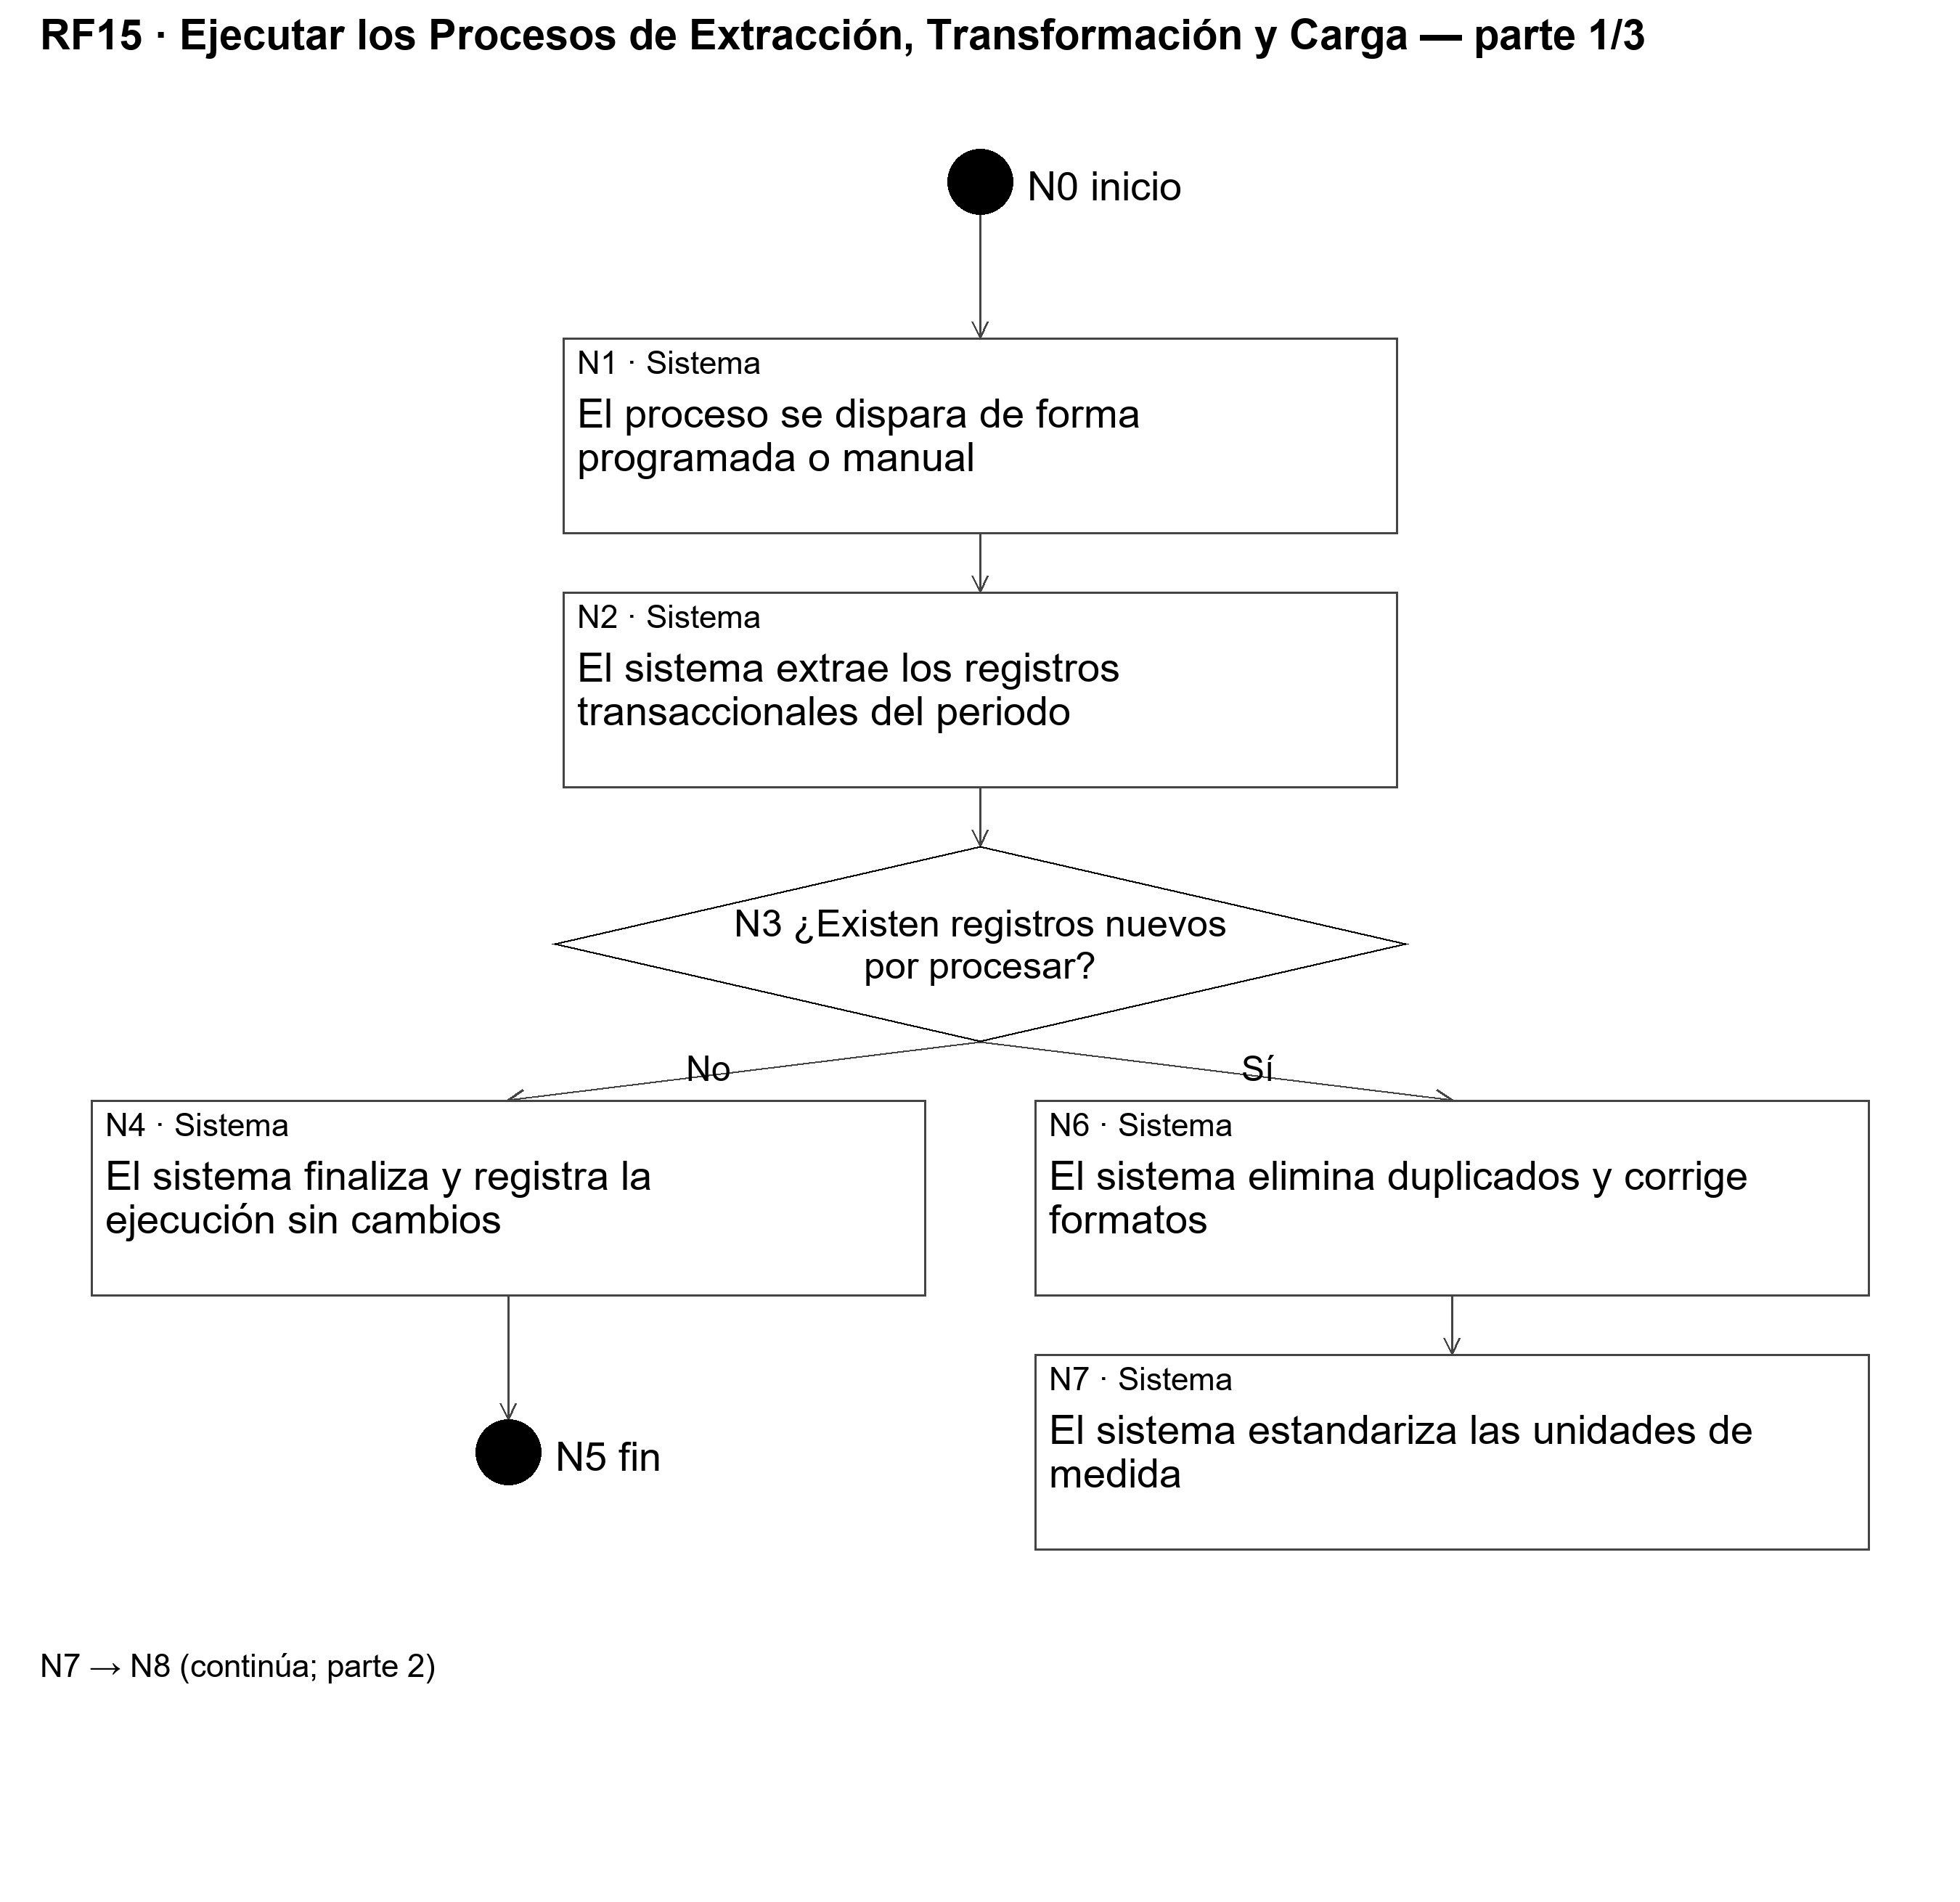 RF15 · Ejecutar los Procesos de Extracción, Transformación y Carga — parte 1/3
N0 inicio
N1 · Sistema
El proceso se dispara de forma
programada o manual
N2 · Sistema
El sistema extrae los registros
transaccionales del periodo
N3 ¿Existen registros nuevos
por procesar?
No
Sí
N4 · Sistema
El sistema finaliza y registra la
ejecución sin cambios
N6 · Sistema
El sistema elimina duplicados y corrige
formatos
N5 fin
N7 · Sistema
El sistema estandariza las unidades de
medida
N7 → N8 (continúa; parte 2)